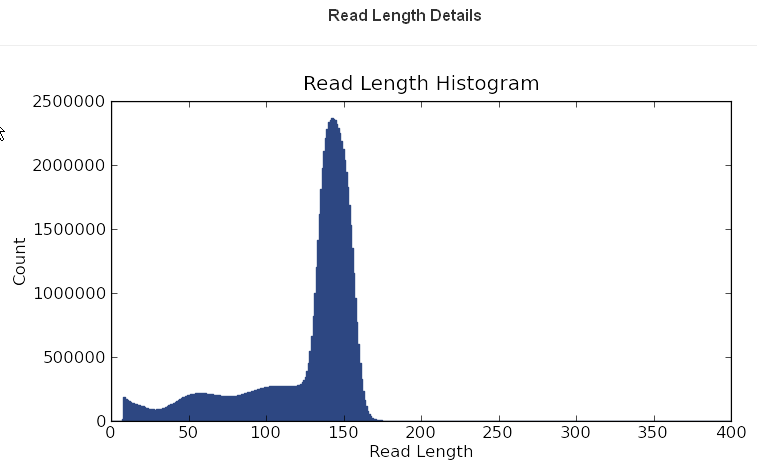 Read Length Details
Read Length Histogram
2500000
2000000
1500000
1000000
500000
0
Count
0 50 100 150 200 250 300 350 400
Read Length